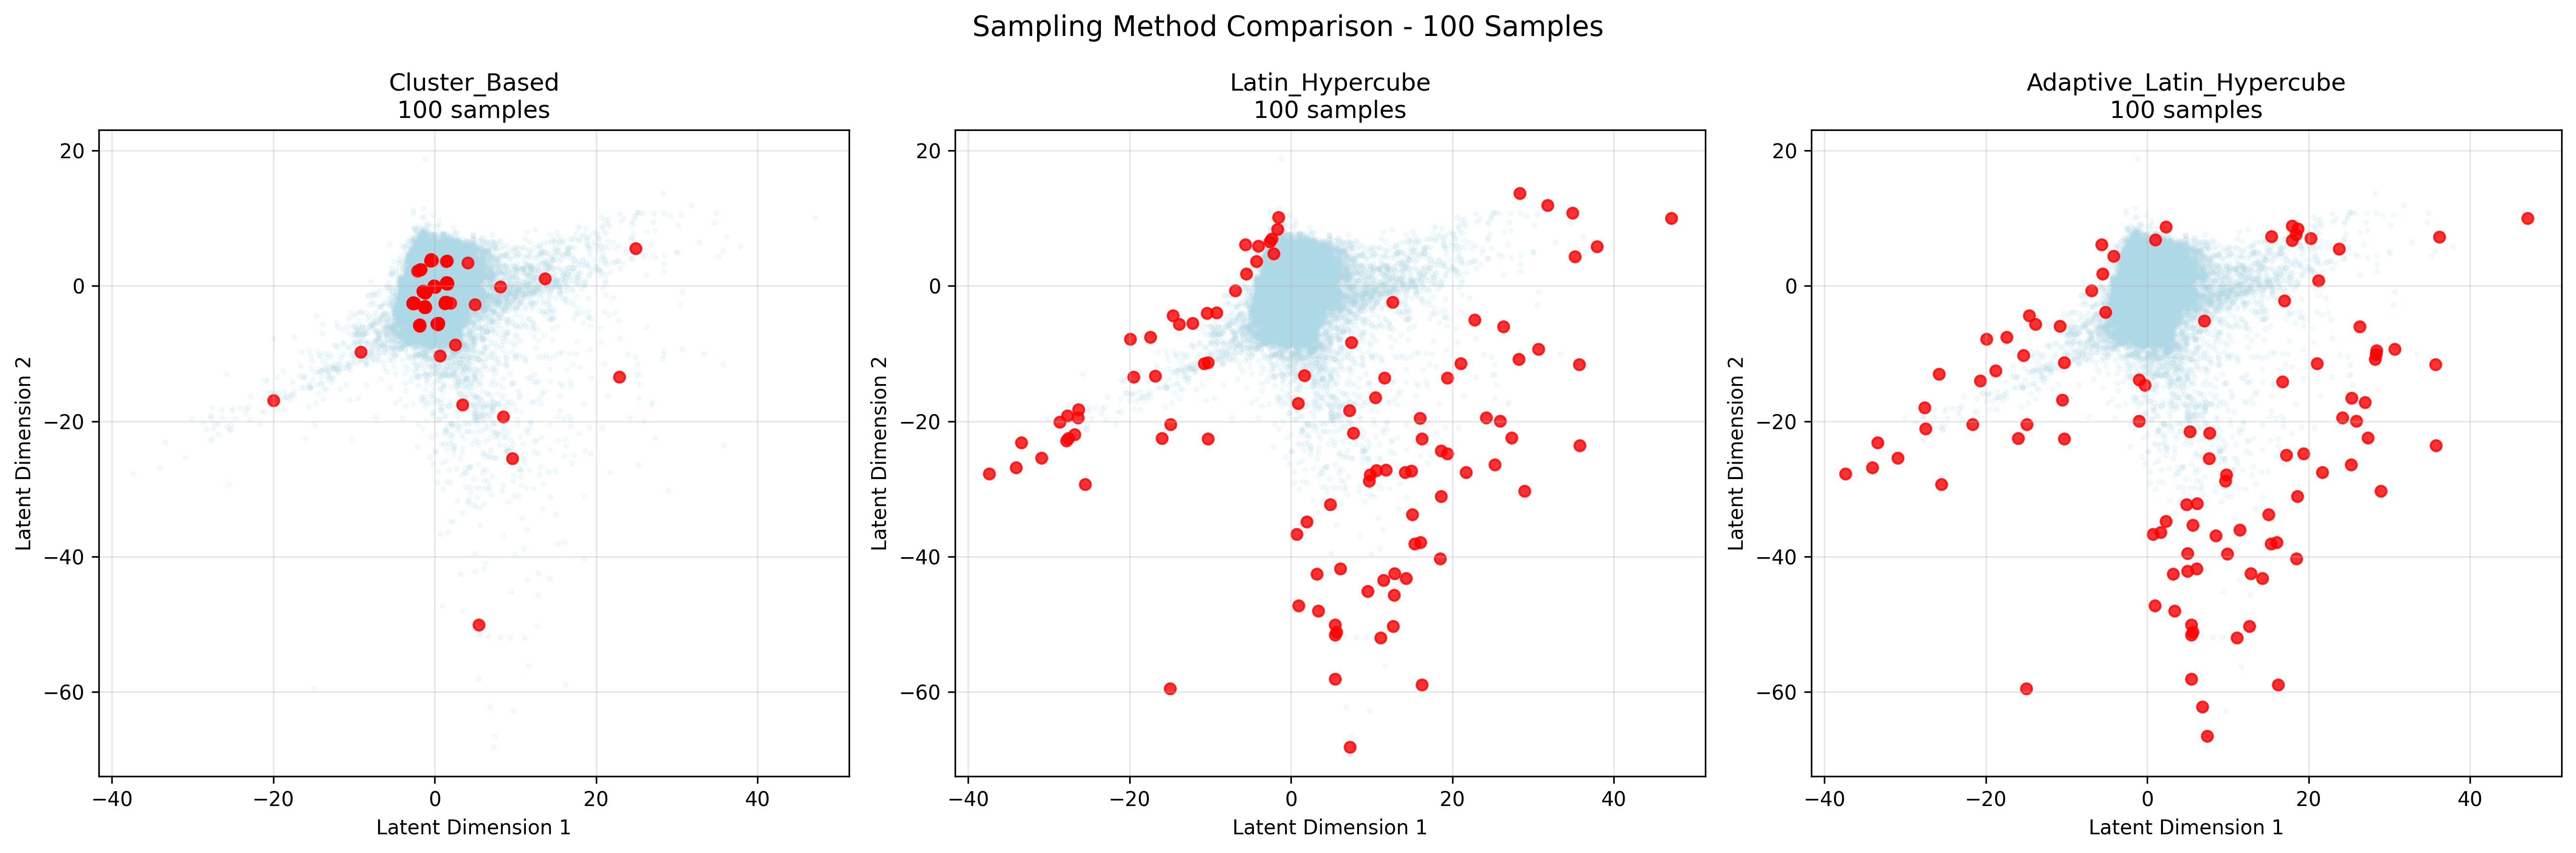 Sampling Method Comparison - 100 Samples
Cluster_Based
100 samples
20
0
−20
−40
−60
−40
−20
0
20
40
Latent Dimension 1
Latent Dimension 2
Latin_Hypercube
100 samples
20
0
−20
−40
−60
−40
−20
0
20
40
Latent Dimension 1
Latent Dimension 2
Adaptive_Latin_Hypercube
100 samples
20
0
−20
−40
−60
−40
−20
0
20
40
Latent Dimension 1
Latent Dimension 2